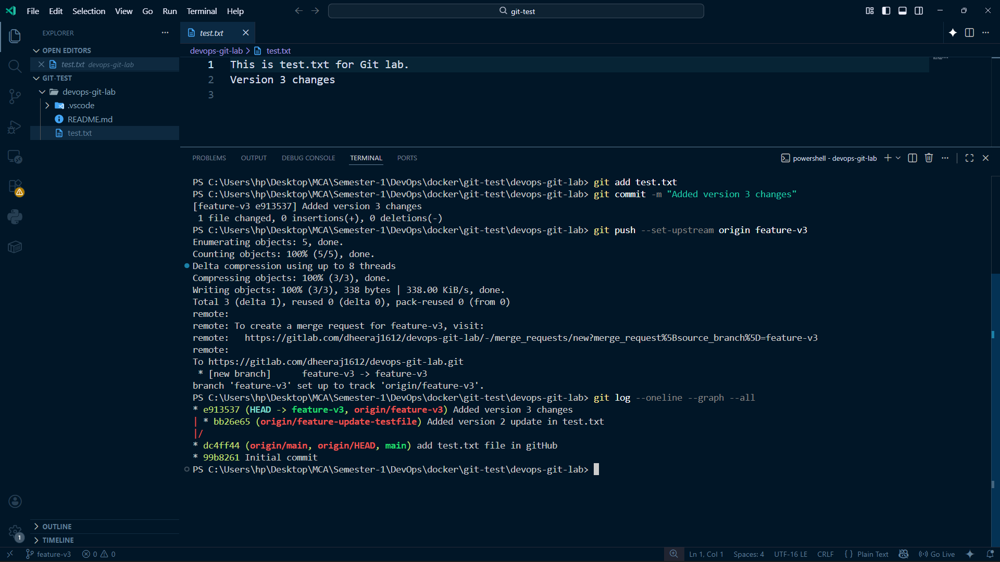 File Edit Selection View Go Run Terminal Help
git-test
EXPLORER
OPEN EDITORS
test.txt devops-git-lab
GIT-TEST
devops-git-lab
.vscode
README.md
test.txt
test.txt
devops-git-lab > test.txt
1 This is test.txt for Git lab.
2 Version 3 changes
3
PROBLEMS OUTPUT DEBUG CONSOLE TERMINAL PORTS
powershell - devops-git-lab
PS C:\Users\hp\Desktop\MCA\Semester-1\DevOps\docker\git-test\devops-git-lab> git add test.txt
PS C:\Users\hp\Desktop\MCA\Semester-1\DevOps\docker\git-test\devops-git-lab> git commit -m "Added version 3 changes"
[feature-v3 e913537] Added version 3 changes
 1 file changed, 0 insertions(+), 0 deletions(-)
PS C:\Users\hp\Desktop\MCA\Semester-1\DevOps\docker\git-test\devops-git-lab> git push --set-upstream origin feature-v3
Enumerating objects: 5, done.
Counting objects: 100% (5/5), done.
Delta compression using up to 8 threads
Compressing objects: 100% (3/3), done.
Writing objects: 100% (3/3), 338 bytes | 338.00 KiB/s, done.
Total 3 (delta 1), reused 0 (delta 0), pack-reused 0 (from 0)
remote:
remote: To create a merge request for feature-v3, visit:
remote:   https://gitlab.com/dheeraj1612/devops-git-lab/-/merge_requests/new?merge_request%5Bsource_branch%5D=feature-v3
remote:
To https://gitlab.com/dheeraj1612/devops-git-lab.git
 * [new branch]      feature-v3 -> feature-v3
branch 'feature-v3' set up to track 'origin/feature-v3'.
PS C:\Users\hp\Desktop\MCA\Semester-1\DevOps\docker\git-test\devops-git-lab> git log --oneline --graph --all
* e913537 (HEAD -> feature-v3, origin/feature-v3) Added version 3 changes
| * bb26e65 (origin/feature-update-testfile) Added version 2 update in test.txt
|/
* dc4ff44 (origin/main, origin/HEAD, main) add test.txt file in gitHub
* 99b8261 Initial commit
PS C:\Users\hp\Desktop\MCA\Semester-1\DevOps\docker\git-test\devops-git-lab>
OUTLINE
1
TIMELINE
feature-v3 0 0 Ln 1, Col 1 Spaces: 4 UTF-16 LE CRLF { } Plain Text Go Live